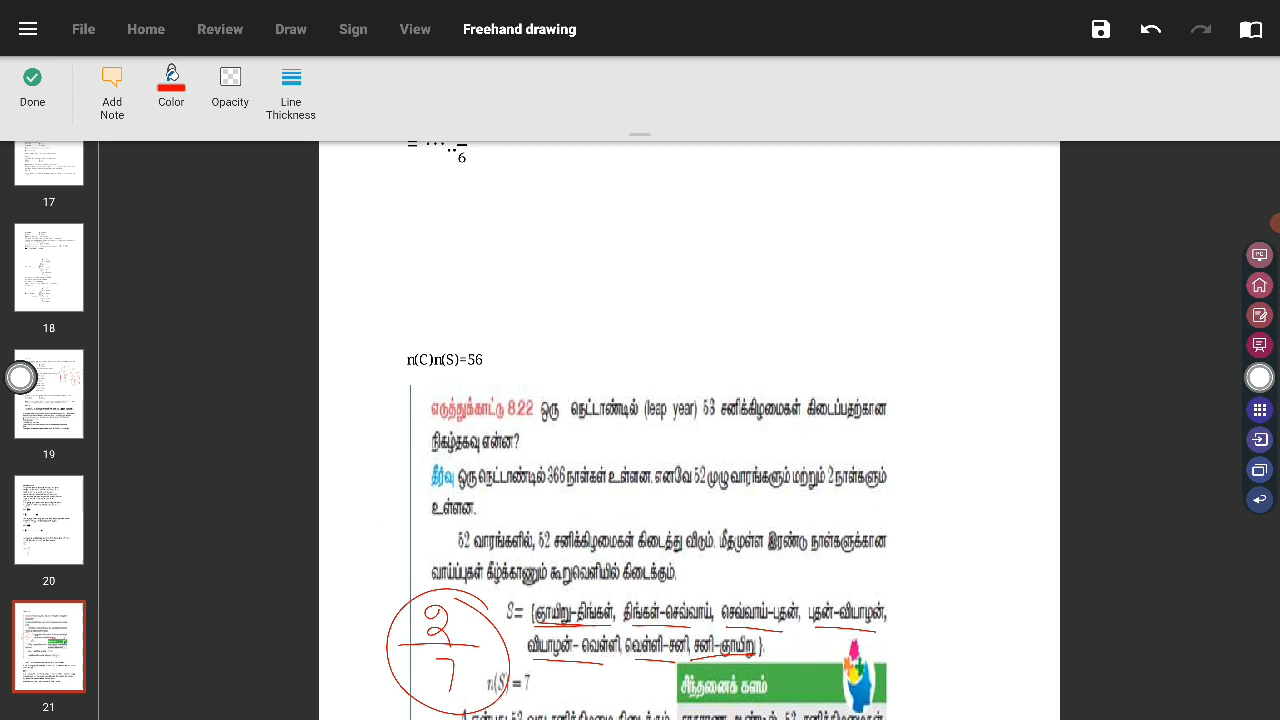 File Home Review Draw Sign View Freehand drawing
Done Add Note Color Opacity Line Thickness
= .....
6
17
18
19
20
21
n(C)n(S)=56
எடுத்துக்காட்டு 8.22 ஒரு நெட்டாண்டில் (leap year) 53 சனிக்கிழமைகள் கிடைப்பதற்கான
நிகழ்தகவு என்ன?
தீர்வு ஒரு நெட்டாண்டில் 366 நாள்கள் உள்ளன. எனவே 52 முழு வாரங்களும் மற்றும் 2 நாள்களும்
உள்ளன.
52 வாரங்களில், 52 சனிக்கிழமைகள் கிடைத்து விடும். மீதமுள்ள இரண்டு நாள்களுக்கான
வாய்ப்புகள் கீழ்க்காணும் கூறுவெளியில் கிடைக்கும்.
S = {ஞாயிறு–திங்கள், திங்கள்–செவ்வாய், செவ்வாய்–புதன், புதன்–வியாழன்,
வியாழன்– வெள்ளி, வெள்ளி–சனி, சனி–ஞாயிறு}.
2
7
n(S) = 7
சிந்தனைக் களம்